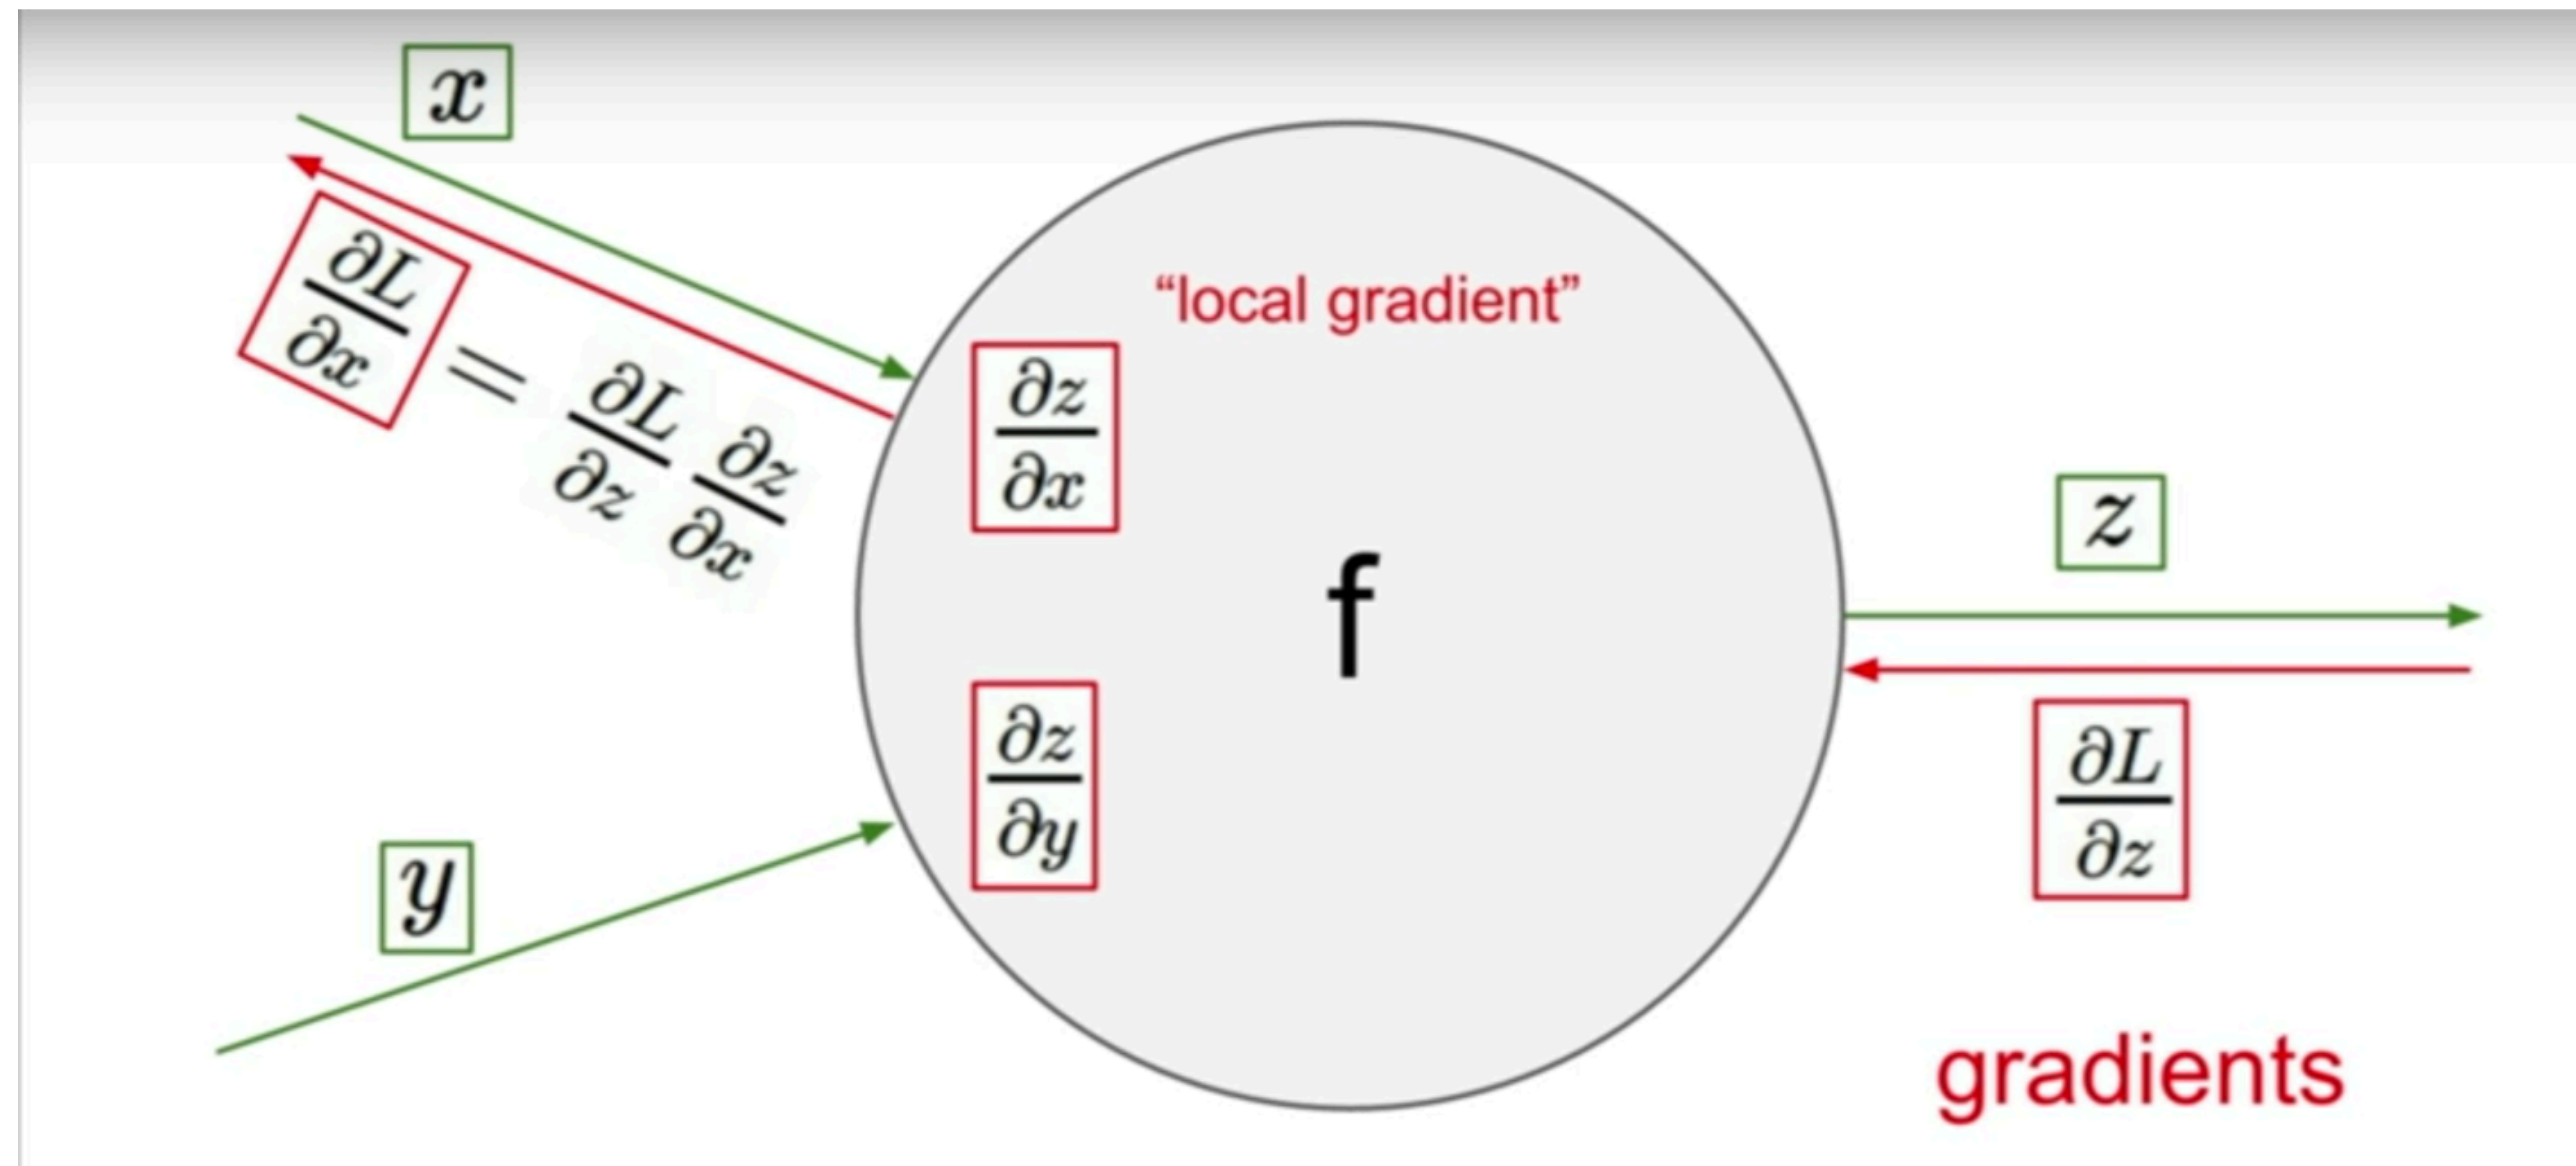 x
∂L/∂x = ∂L/∂z ∂z/∂x
“local gradient”
∂z/∂x
f
z
∂z/∂y
∂L/∂z
y
gradients